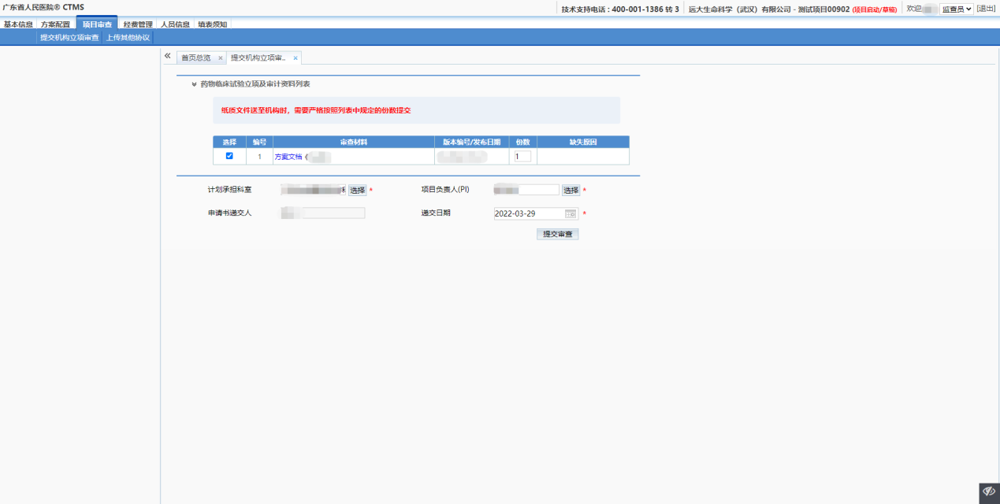 广东省人民医院® CTMS
技术支持电话：400-001-1386 转 3 远大生命科学（武汉）有限公司 - 测试项目00902 (项目启动/草稿) 欢迎 监查员 [退出]
基本信息 方案配置 项目审查 经费管理 人员信息 填表须知
提交机构立项审查 上传其他协议
首页总览 × 提交机构立项审.. ×
药物临床试验立项及审计资料列表
纸质文件送至机构时，需要严格按照列表中规定的份数提交
选择 编号 审查材料 版本编号/发布日期 份数 缺失原因
1 方案文档《 1
计划承担科室 选择 * 项目负责人(PI) 选择 *
申请书递交人 递交日期 2022-03-29 *
提交审查